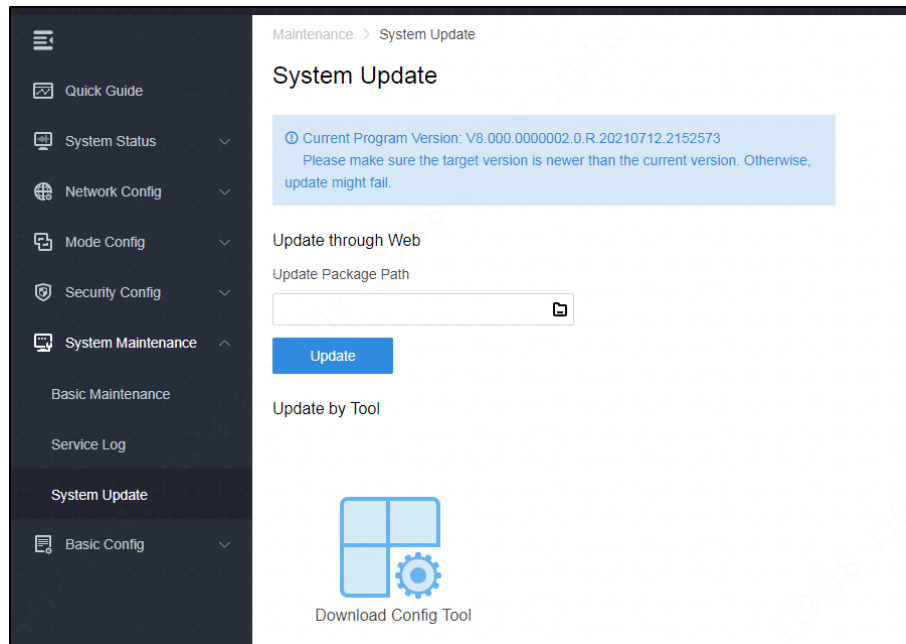 Maintenance > System Update
System Update
Quick Guide
System Status
Network Config
Mode Config
Security Config
System Maintenance
Basic Maintenance
Service Log
System Update
Basic Config
Current Program Version: V8.000.0000002.0.R.20210712.2152573
Please make sure the target version is newer than the current version. Otherwise,
update might fail.
Update through Web
Update Package Path
Update
Update by Tool
Download Config Tool